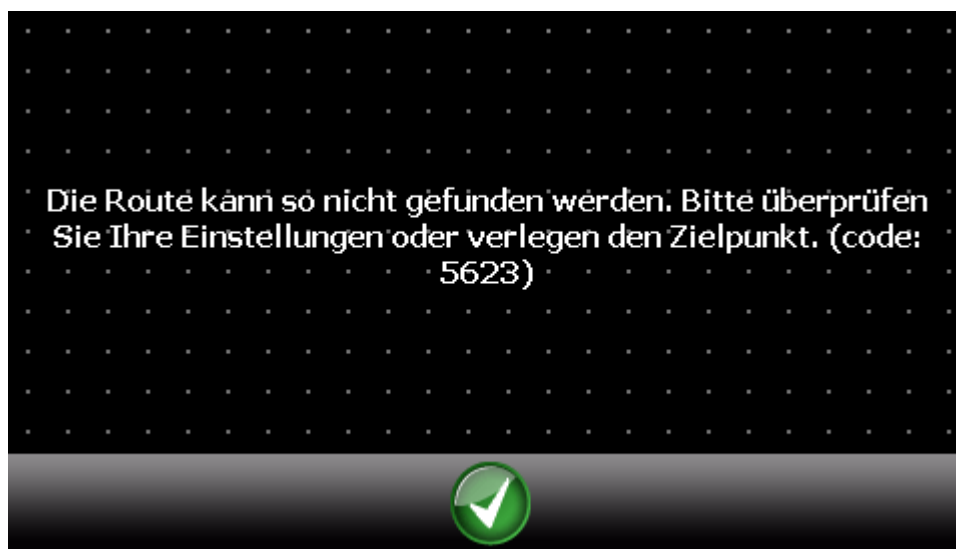 Die Route kann so nicht gefunden werden. Bitte überprüfen
Sie Ihre Einstellungen oder verlegen den Zielpunkt. (code:
5623)